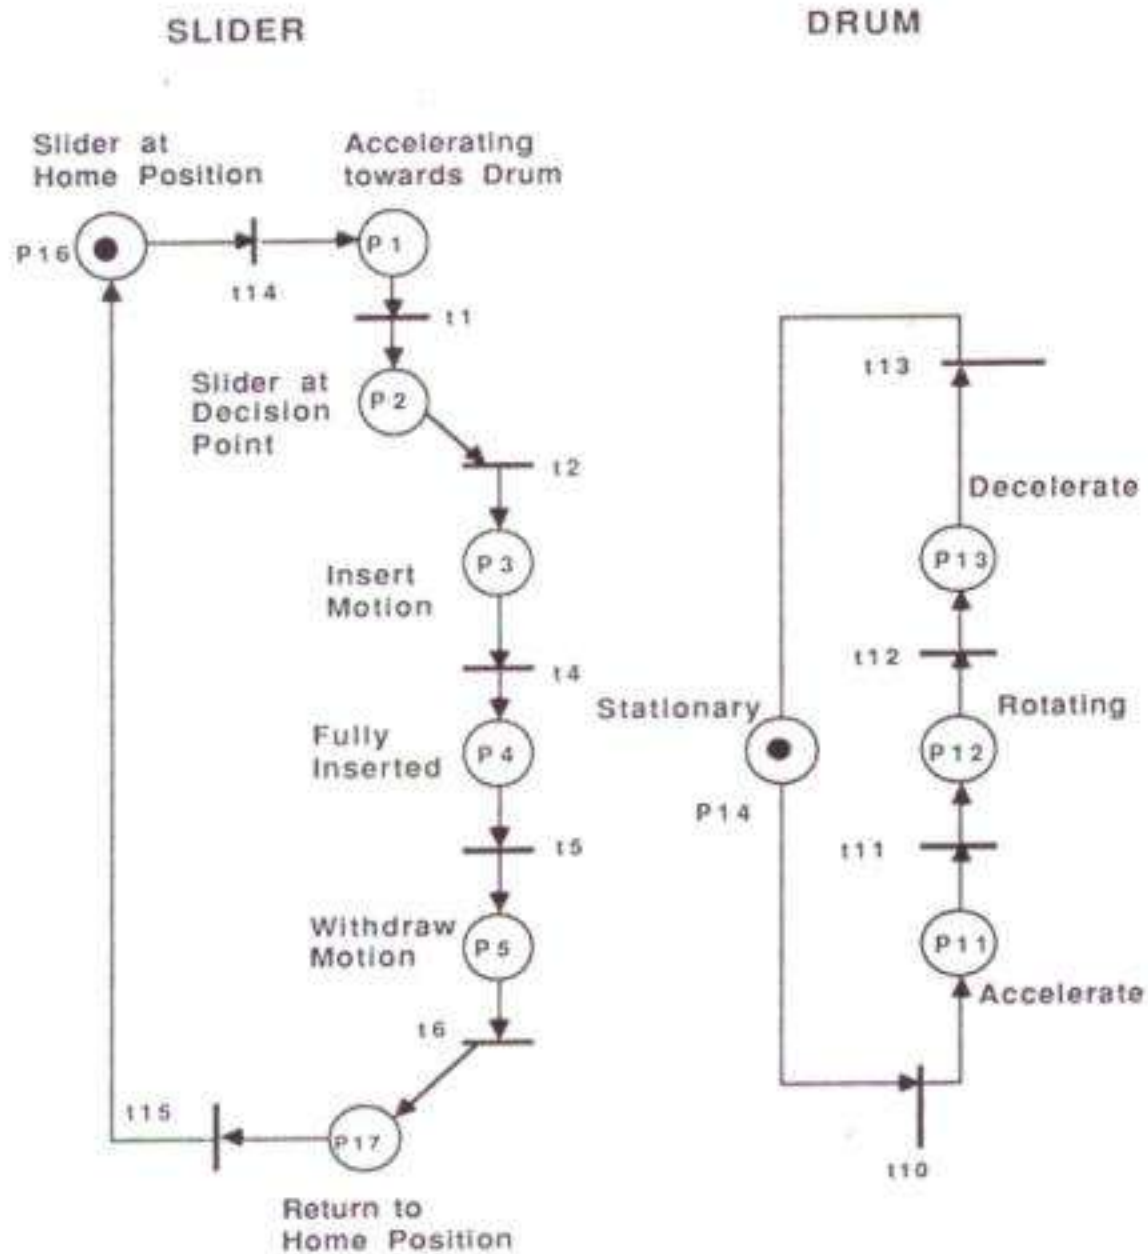 SLIDER
DRUM
Slider at
Home Position
Accelerating
towards Drum
P16
P1
t14
t1
t13
Slider at
Decision
Point
P2
t2
Decelerate
Insert
Motion
P3
P13
t4
t12
Stationary
Rotating
Fully
Inserted
P4
P12
P14
t5
t11
Withdraw
Motion
P5
P11
Accelerate
t6
t15
P17
t10
Return to
Home Position